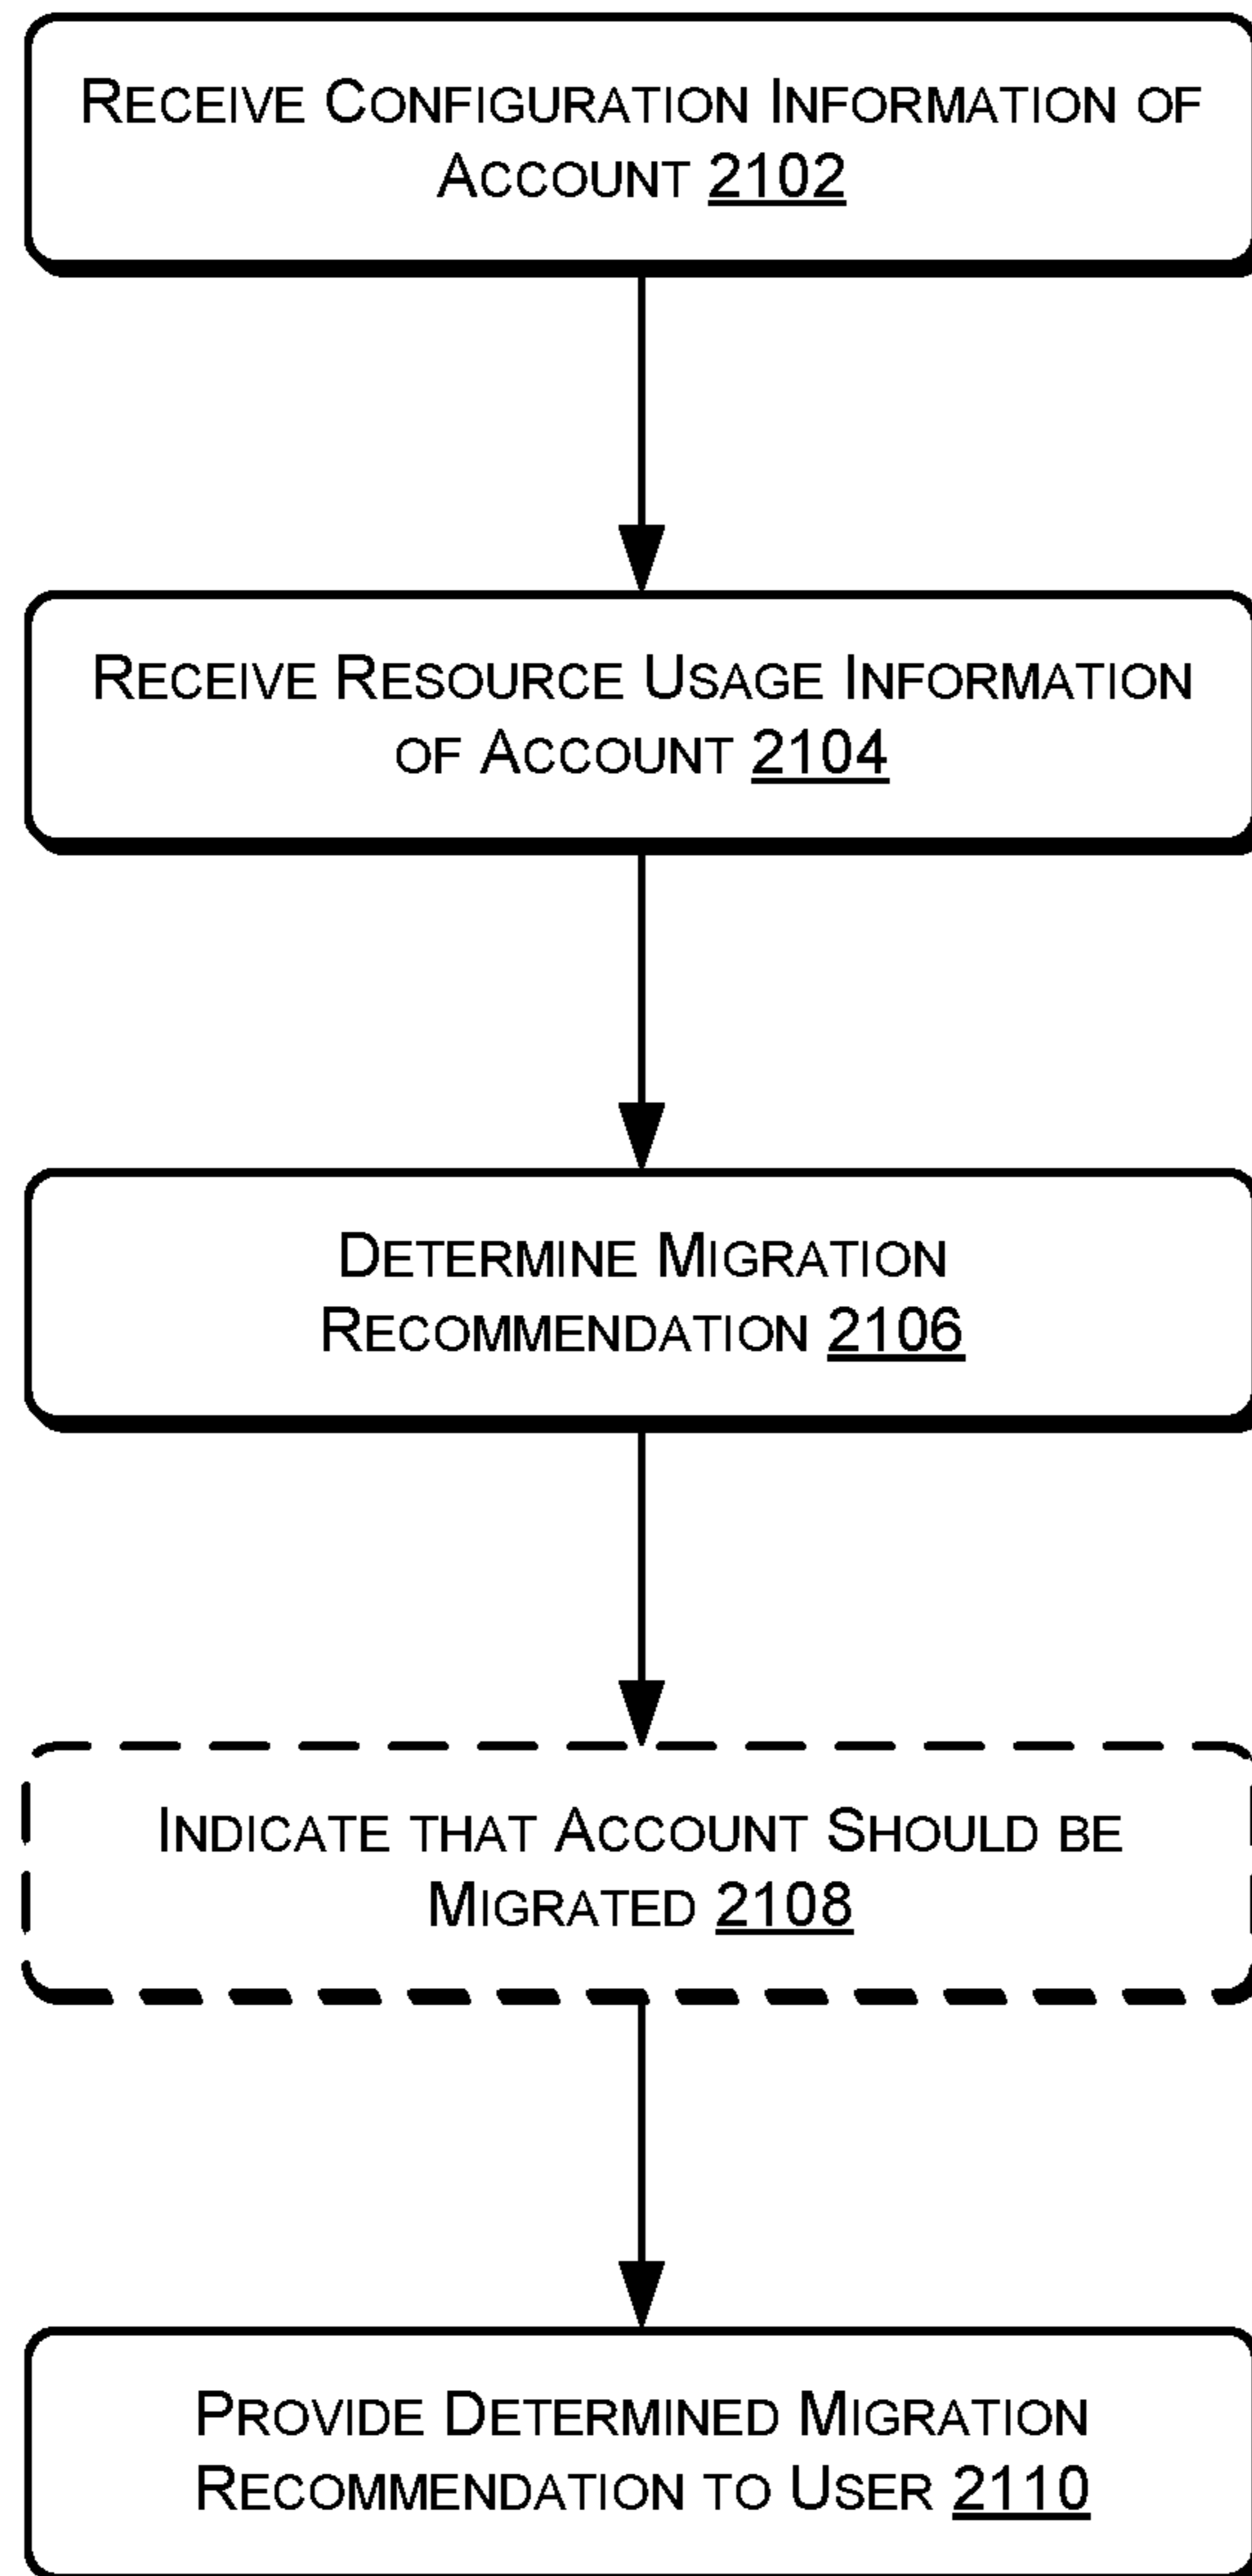 RECEIVE CONFIGURATION INFORMATION OF
ACCOUNT 2102
RECEIVE RESOURCE USAGE INFORMATION
OF ACCOUNT 2104
DETERMINE MIGRATION
RECOMMENDATION 2106
INDICATE THAT ACCOUNT SHOULD BE
MIGRATED 2108
PROVIDE DETERMINED MIGRATION
RECOMMENDATION TO USER 2110